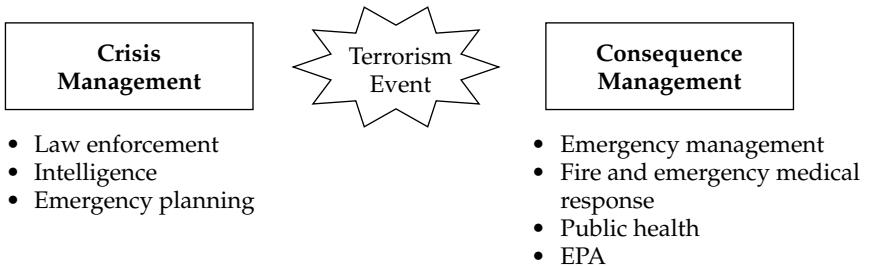 Crisis
Management
Terrorism
Event
Consequence
Management
• Law enforcement
• Intelligence
• Emergency planning
• Emergency management
• Fire and emergency medical
response
• Public health
• EPA